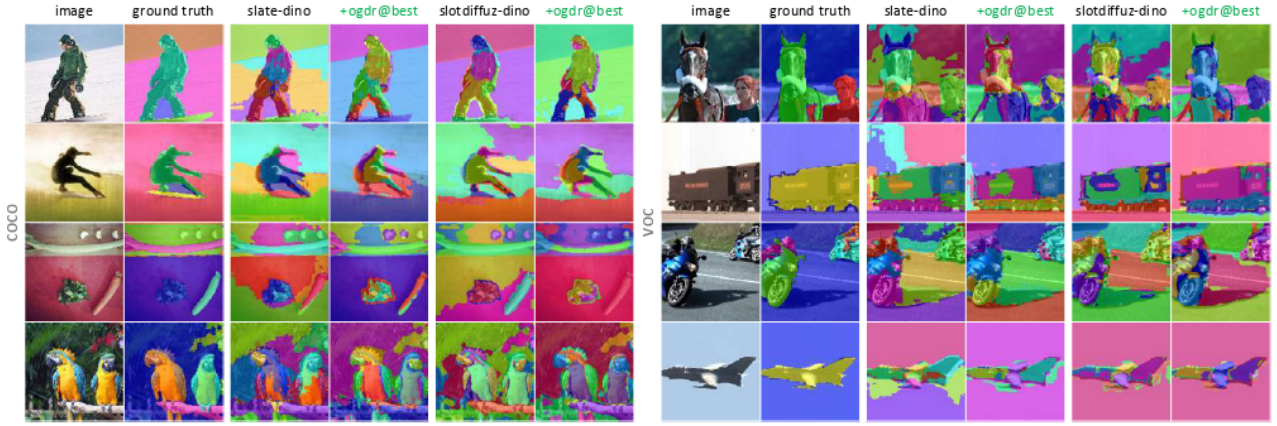 image ground truth slate-dino +ogdr@best slotdiffuz-dino +ogdr@best image ground truth slate-dino +ogdr@best slotdiffuz-dino +ogdr@best
COCO
VOC